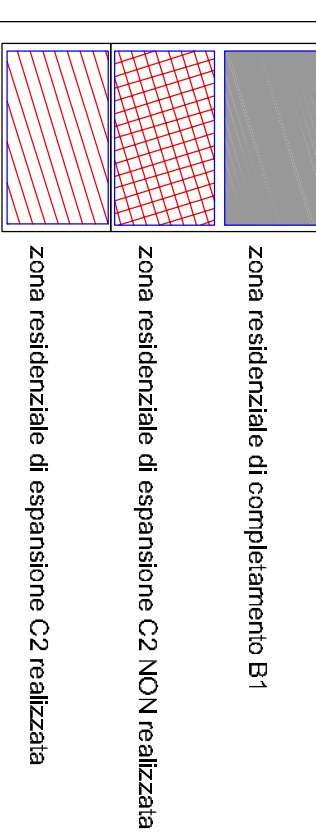 zona residenziale di completamento B1
zona residenziale di espansione C2 NON realizzata
zona residenziale di espansione C2 realizzata